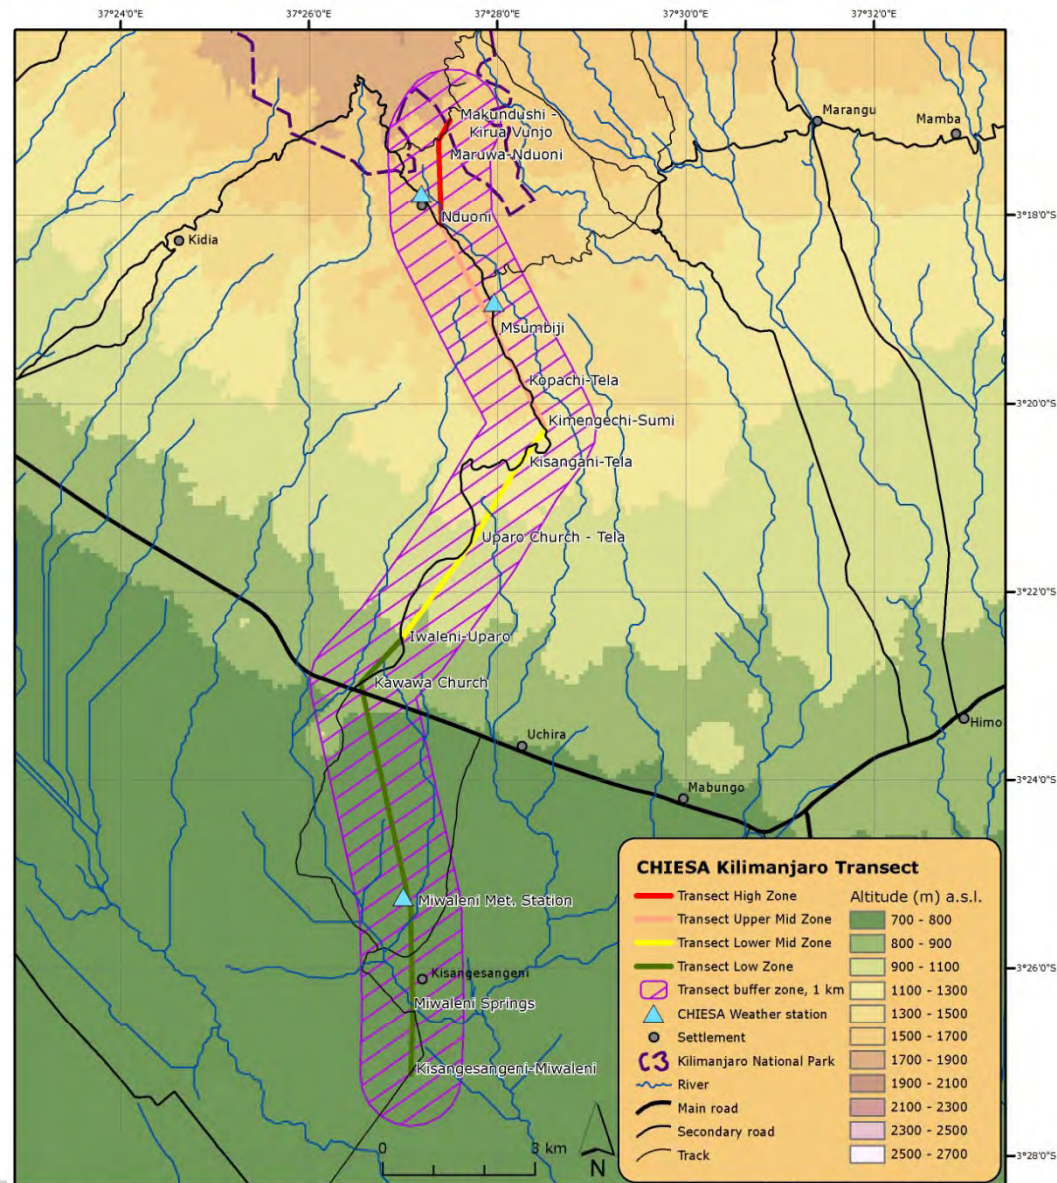 37°24'0"E
37°26'0"E
37°28'0"E
37°30'0"E
37°32'0"E
Makundushi -
Kirua Vunjo
Marangu
Mamba
Maruwa-Nduoni
Nduoni
3°18'0"S
Kidia
Msumbiji
Kopachi-Tela
3°20'0"S
Kimengechi-Sumi
Kisangani-Tela
Uparo Church - Tela
3°22'0"S
Iwaleni-Uparo
Kawawa Church
Himo
Uchira
3°24'0"S
Mabungo
Miwaleni Met. Station
Kisangesangeni
3°26'0"S
Miwaleni Springs
Kisangesangeni-Miwaleni
3°28'0"S
0
3 km
N
CHIESA Kilimanjaro Transect
Transect High Zone
Transect Upper Mid Zone
Transect Lower Mid Zone
Transect Low Zone
Transect buffer zone, 1 km
CHIESA Weather station
Settlement
Kilimanjaro National Park
River
Main road
Secondary road
Track
Altitude (m) a.s.l.
700 - 800
800 - 900
900 - 1100
1100 - 1300
1300 - 1500
1500 - 1700
1700 - 1900
1900 - 2100
2100 - 2300
2300 - 2500
2500 - 2700